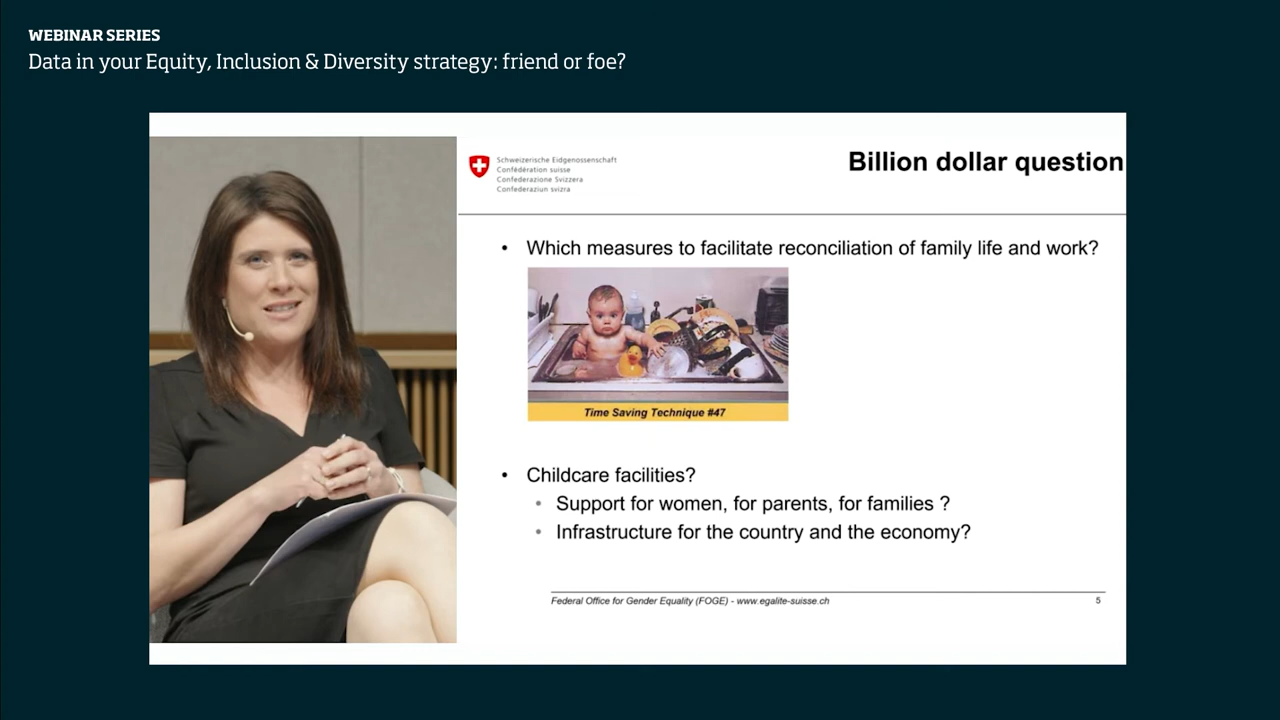 WEBINAR SERIES
Data in your Equity, Inclusion & Diversity strategy: friend or foe?
Schweizerische Eidgenossenschaft
Confédération suisse
Confederazione Svizzera
Confederaziun svizra
Billion dollar question
• Which measures to facilitate reconciliation of family life and work?
Time Saving Technique #47
• Childcare facilities?
• Support for women, for parents, for families ?
• Infrastructure for the country and the economy?
Federal Office for Gender Equality (FOGE) - www.egalite-suisse.ch
5